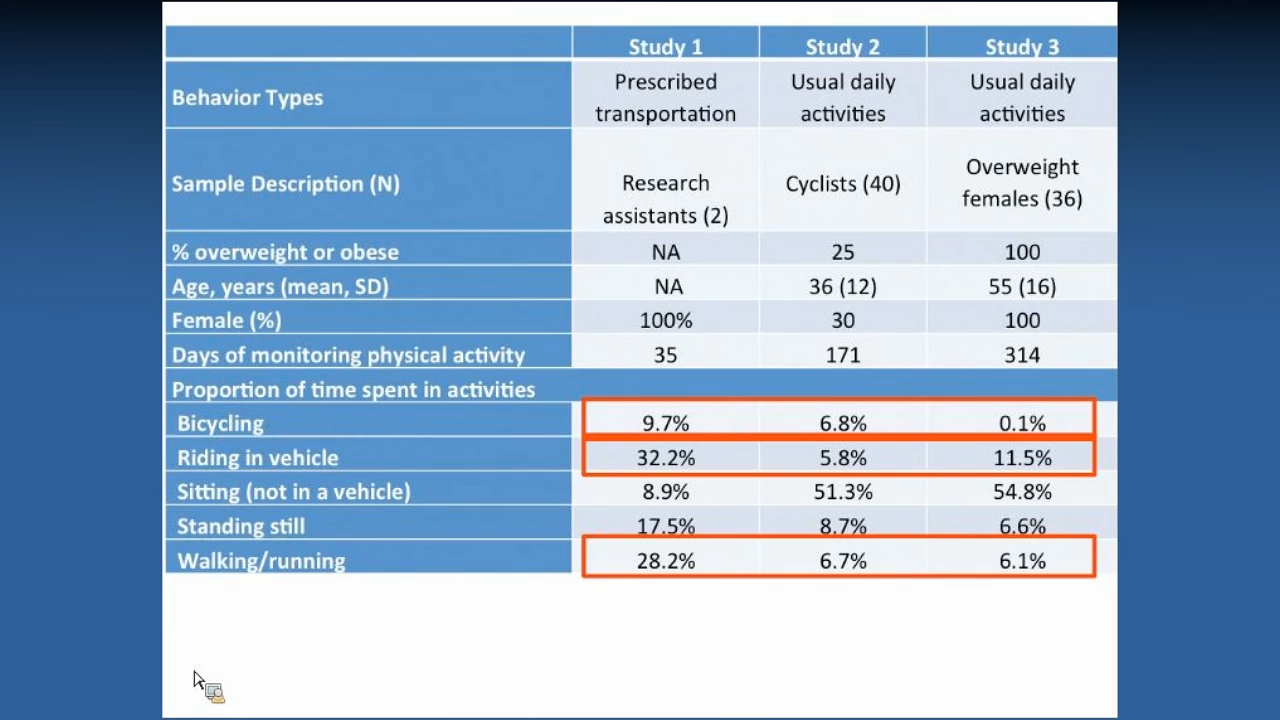 Study 1 Study 2 Study 3
Behavior Types Prescribed transportation Usual daily activities Usual daily activities
Sample Description (N) Research assistants (2) Cyclists (40) Overweight females (36)
% overweight or obese NA 25 100
Age, years (mean, SD) NA 36 (12) 55 (16)
Female (%) 100% 30 100
Days of monitoring physical activity 35 171 314
Proportion of time spent in activities
Bicycling 9.7% 6.8% 0.1%
Riding in vehicle 32.2% 5.8% 11.5%
Sitting (not in a vehicle) 8.9% 51.3% 54.8%
Standing still 17.5% 8.7% 6.6%
Walking/running 28.2% 6.7% 6.1%